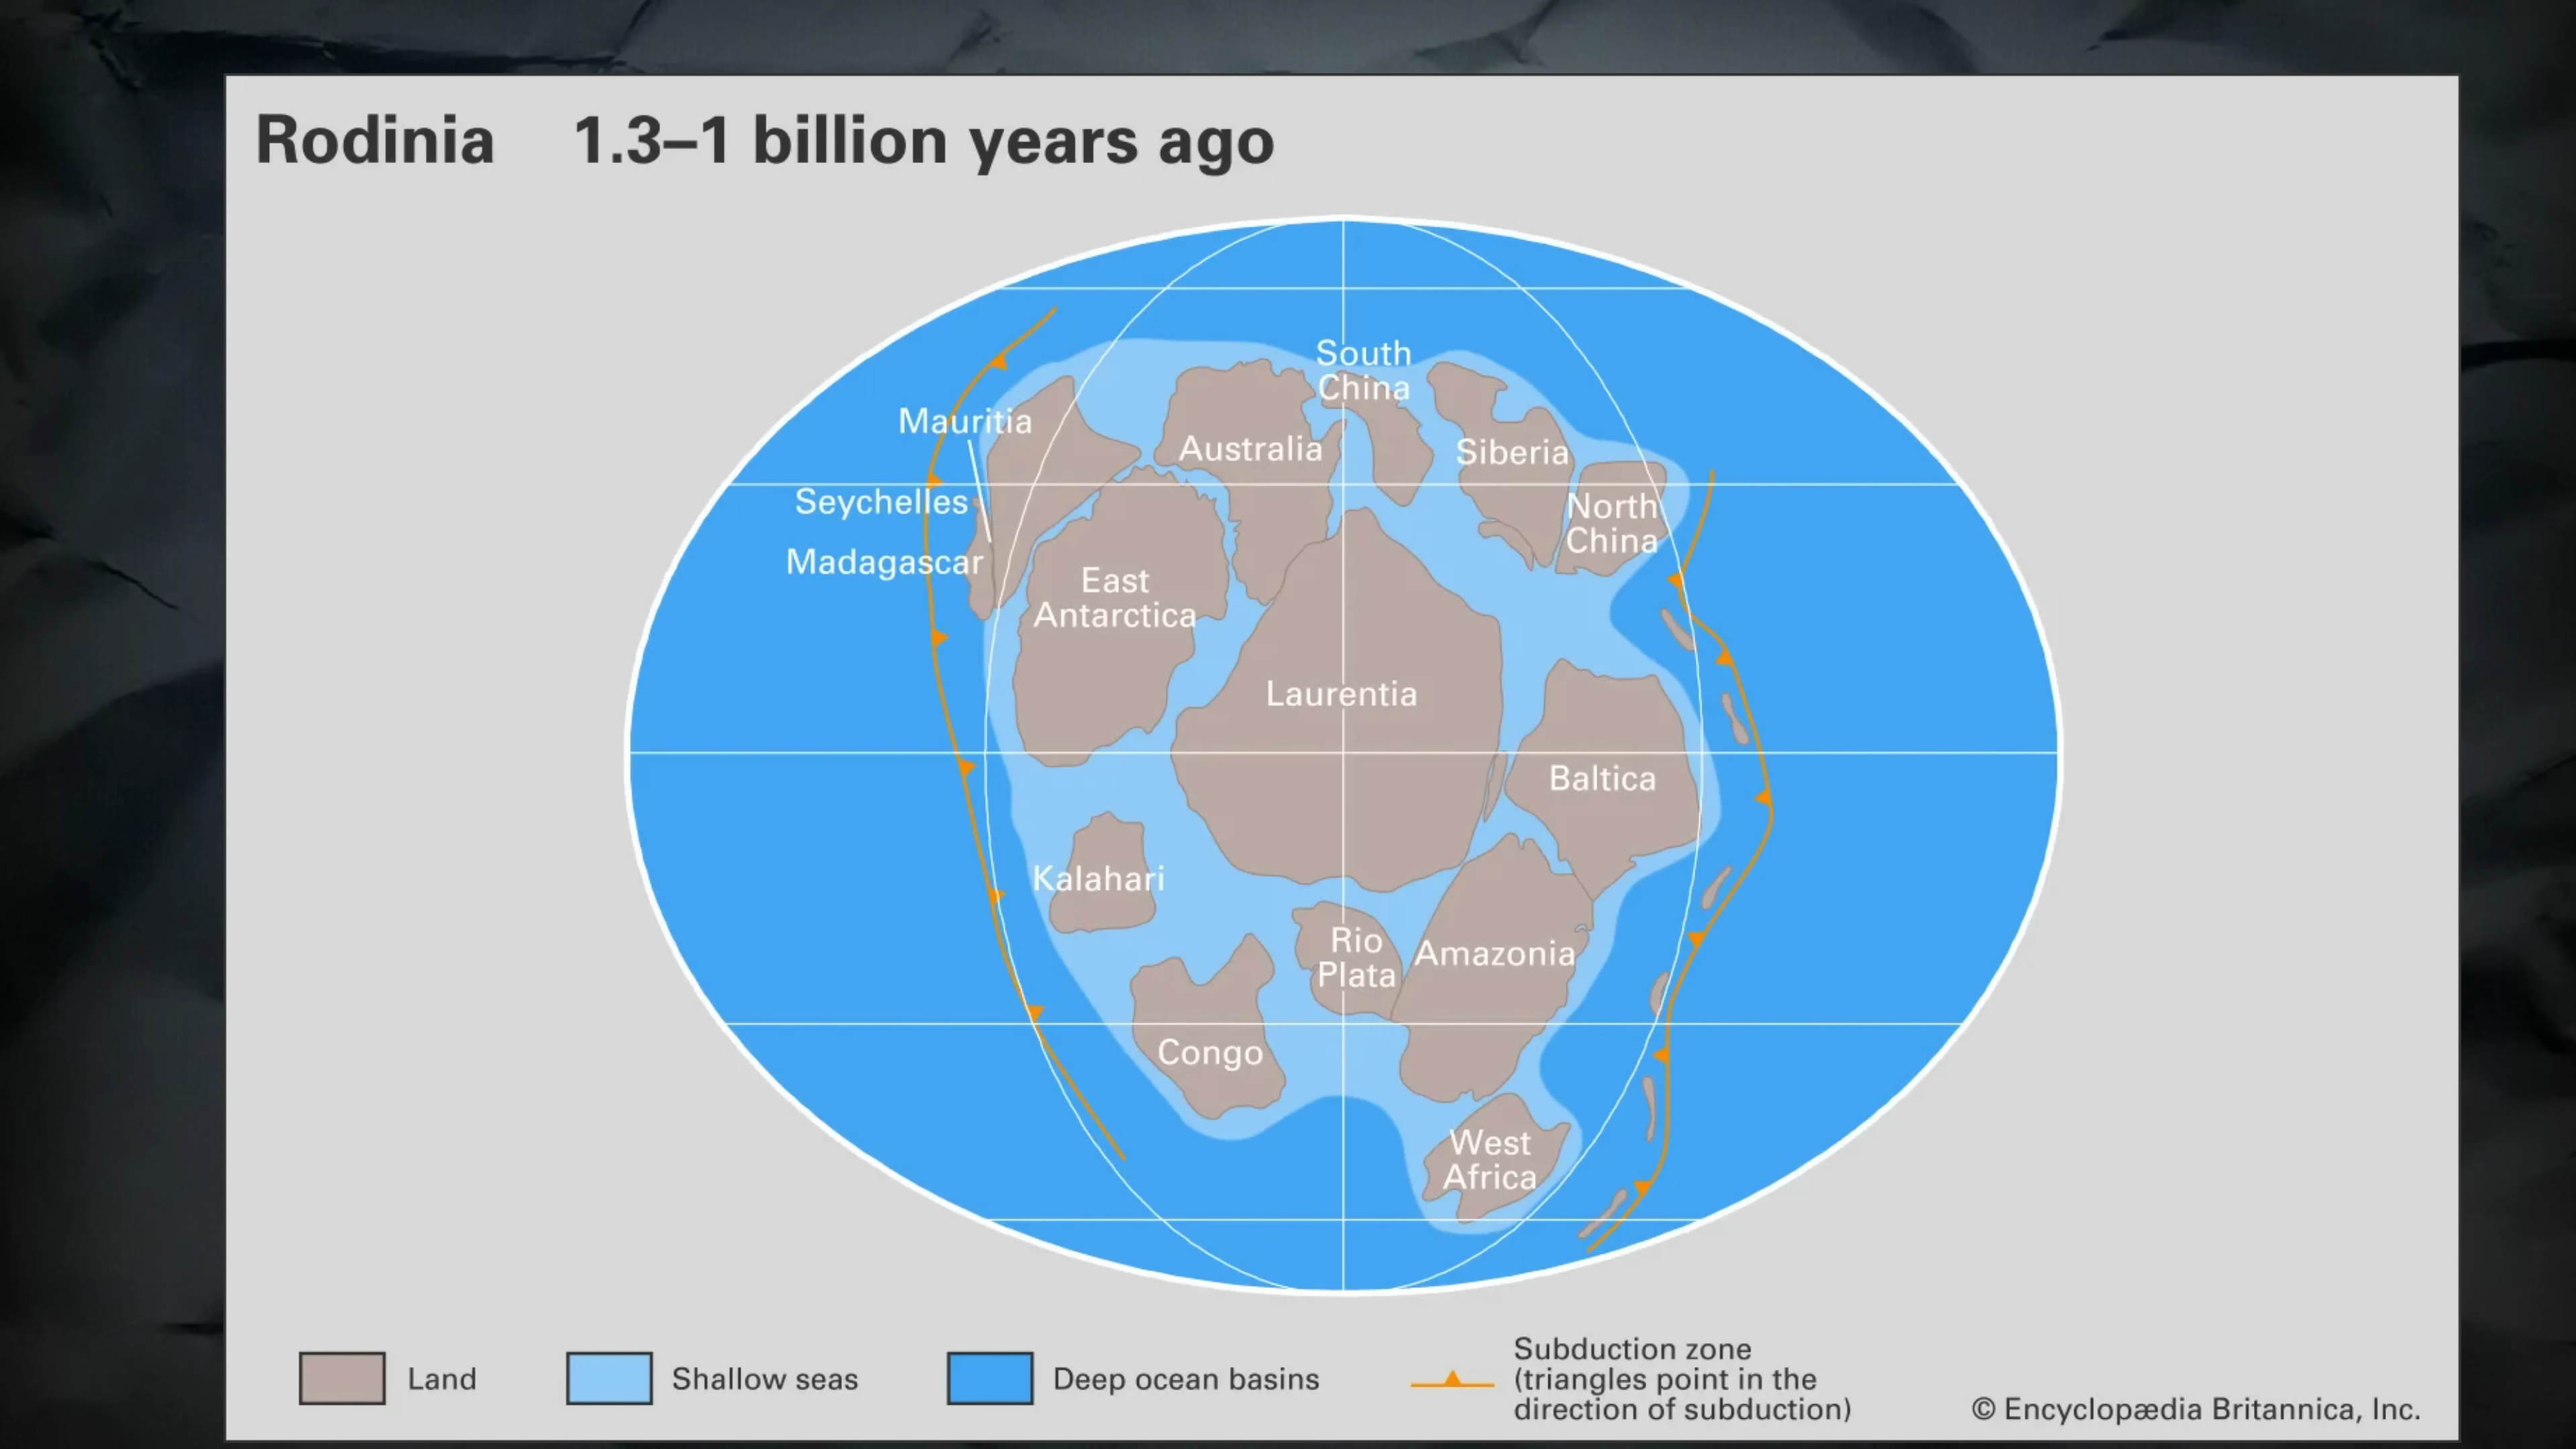 Rodinia 1.3–1 billion years ago
South
China
Mauritia
Australia
Siberia
Seychelles
North
China
Madagascar
East
Antarctica
Laurentia
Baltica
Kalahari
Rio
Plata
Amazonia
Congo
West
Africa
Land
Shallow seas
Deep ocean basins
Subduction zone
(triangles point in the
direction of subduction)
© Encyclopædia Britannica, Inc.